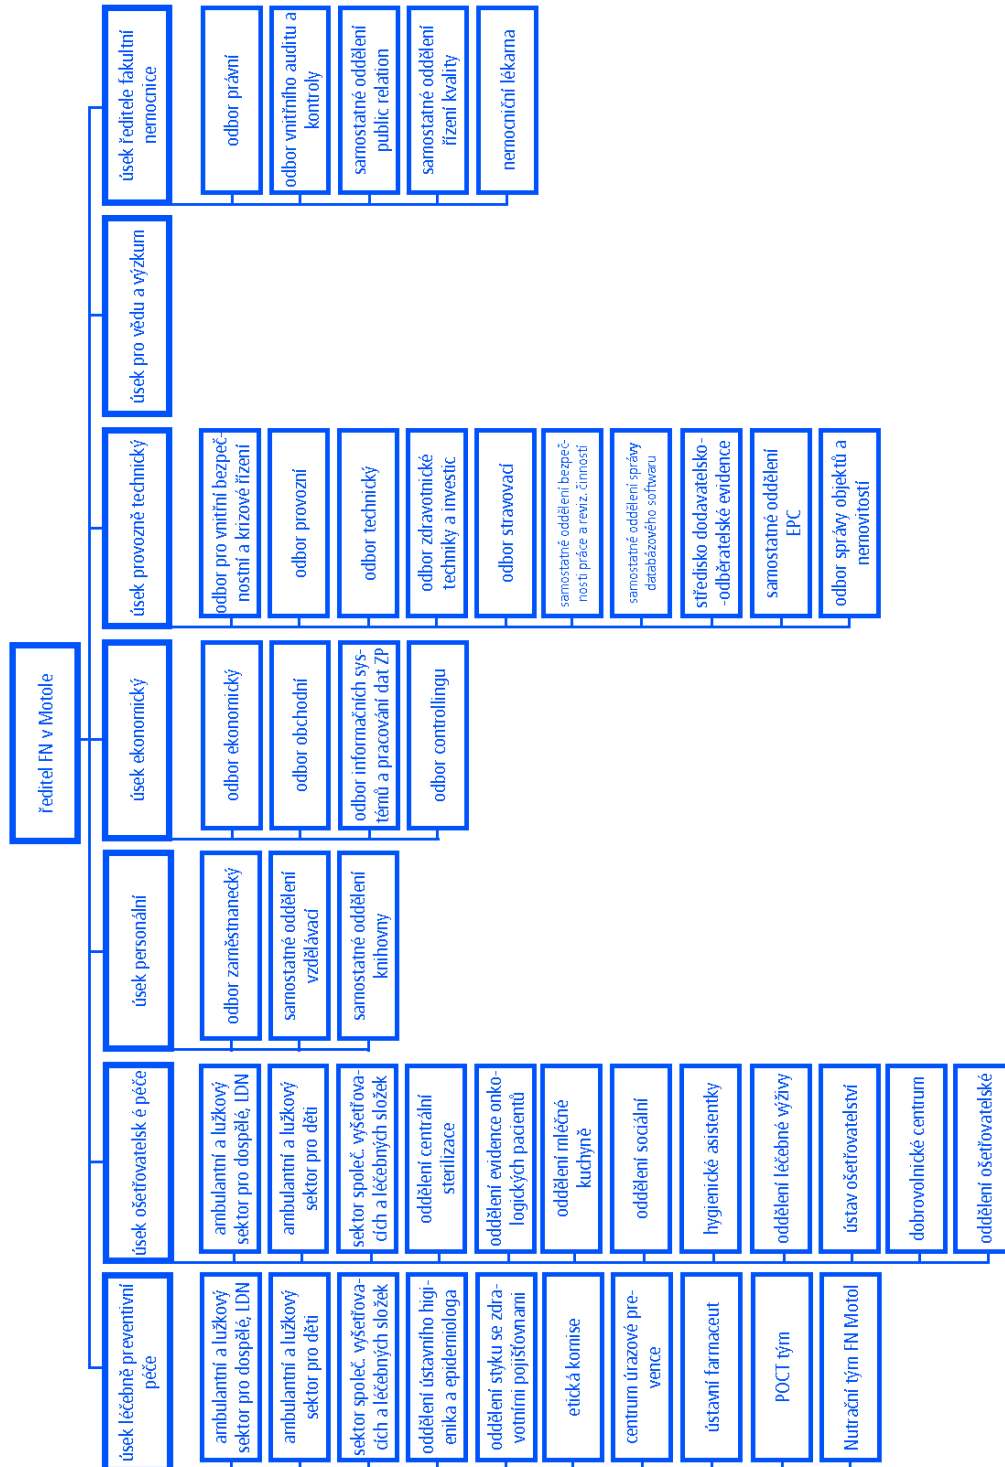 ředitel FN v Motole
úsek léčebně preventivní
péče
ambulantní a lužkový
sektor pro dospělé, LDN
ambulantní a lužkový
sektor pro děti
sektor společ. vyšetřova-
cích a léčebných složek
oddělení ústavního higi-
enika a epidemiologa
oddělení styku se zdra-
votními pojišťovnami
etická komise
centrum úrazové pre-
vence
ústavní farmaceut
POCT tým
Nutrační tým FN Motol
úsek ošetřovatelsk é péče
ambulantní a lužkový
sektor pro dospělé, LDN
ambulantní a lužkový
sektor pro děti
sektor společ. vyšetřova-
cích a léčebných složek
oddělení centrální
sterilizace
oddělení evidence onko-
logických pacientů
oddělení mléčné
kuchyně
oddělení sociální
hygienické asistentky
oddělení léčebné výživy
ústav ošetřovatelství
dobrovolnické centrum
oddělení ošetřovatelské
úsek personální
odbor zaměstnanecký
samostatné oddělení
vzdělávací
samostatné oddělení
knihovny
úsek ekonomický
odbor ekonomický
odbor obchodní
odbor informačních sys-
témů a pracování dat ZP
odbor controllingu
úsek provozně technický
odbor pro vnitřní bezpeč-
nostní a krizové řízení
odbor provozní
odbor technický
odbor zdravotnické
techniky a investic
odbor stravovací
samostatné oddělení bezpeč-
nosti práce a reviz. činností
samostatné oddělení správy
databázového softwaru
středisko dodavatelsko-
-odběratelské evidence
samostatné oddělení
EPC
odbor správy objektů a
nemovitostí
úsek pro vědu a výzkum
úsek ředitele fakultní
nemocnice
odbor právní
odbor vnitřního auditu a
kontroly
samostatné oddělení
public relation
samostatné oddělení
řízení kvality
nemocniční lékarna